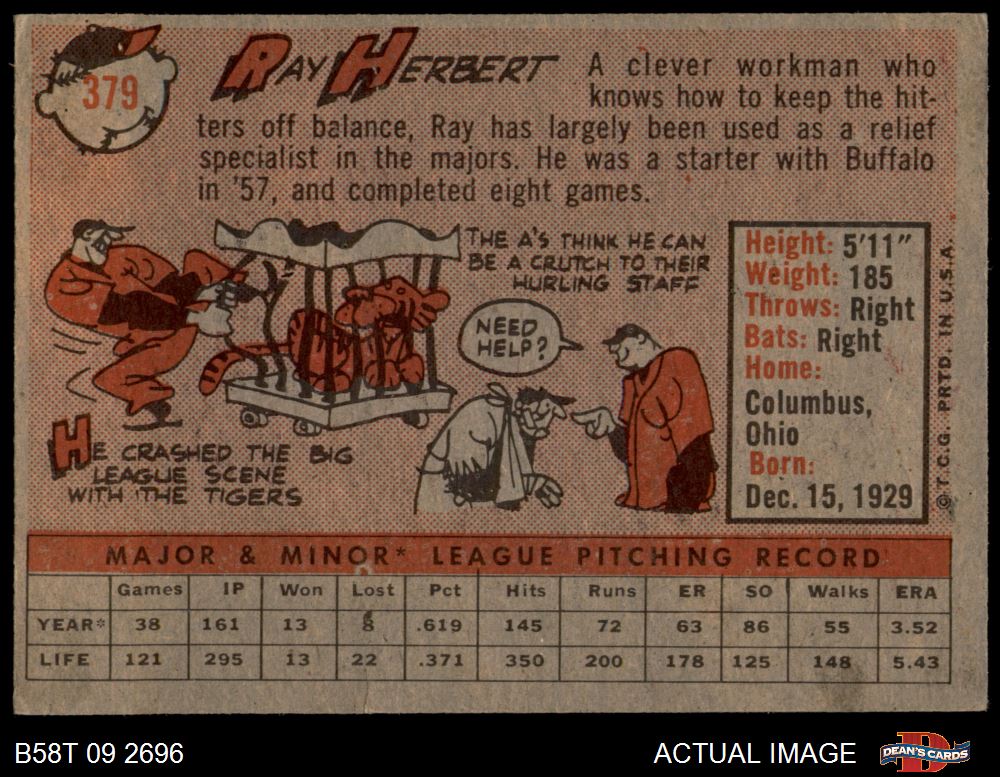 379
RAY HERBERT
A clever workman who
knows how to keep the hit-
ters off balance, Ray has largely been used as a relief
specialist in the majors. He was a starter with Buffalo
in '57, and completed eight games.
THE A'S THINK HE CAN
BE A CRUTCH TO THEIR
HURLING STAFF
NEED
HELP?
HE CRASHED THE BIG
LEAGUE SCENE
WITH THE TIGERS
Height: 5'11"
Weight: 185
Throws: Right
Bats: Right
Home:
Columbus,
Ohio
Born:
Dec. 15, 1929
© T.C.G. PRTD. IN U.S.A.
MAJOR & MINOR* LEAGUE PITCHING RECORD
Games IP Won Lost Pct Hits Runs ER SO Walks ERA
YEAR* 38 161 13 8 .619 145 72 63 86 55 3.52
LIFE 121 295 13 22 .371 350 200 178 125 148 5.43
B58T 09 2696
ACTUAL IMAGE
DEAN'S CARDS